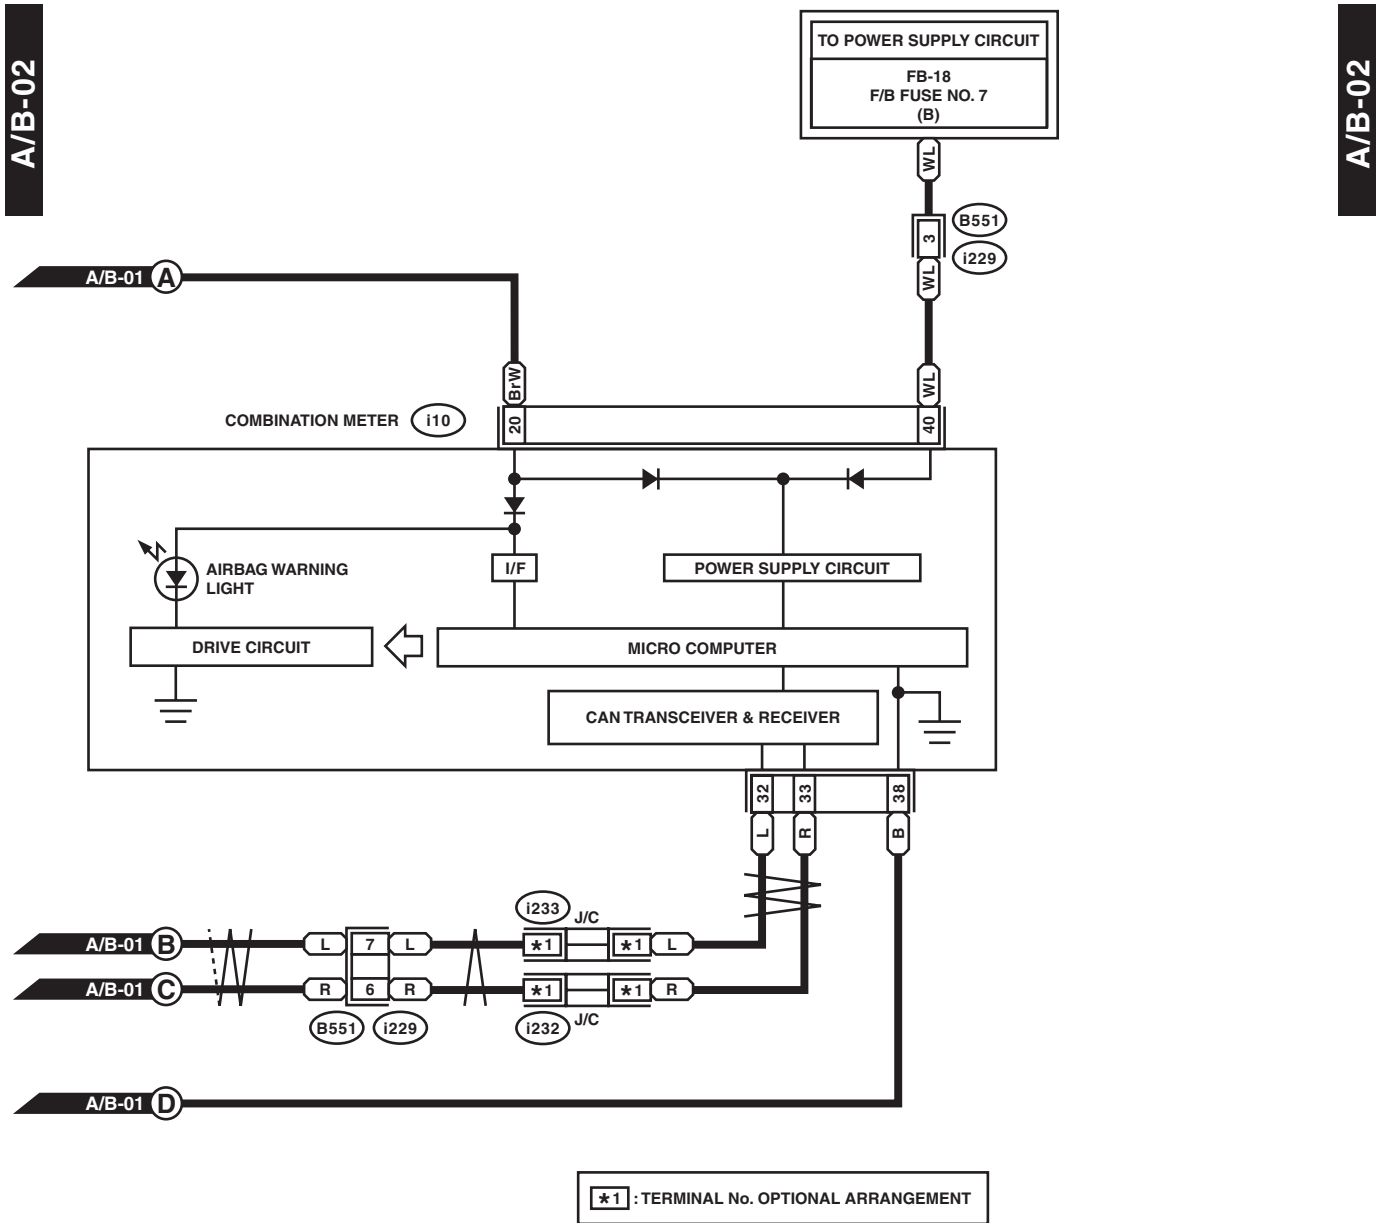 A/B-02
A/B-02
TO POWER SUPPLY CIRCUIT
FB-18
F/B FUSE NO. 7
(B)
WL
3
B551
i229
WL
A/B-01 A
BrW
WL
COMBINATION METER i10
20
40
AIRBAG WARNING
LIGHT
I/F
POWER SUPPLY CIRCUIT
DRIVE CIRCUIT
MICRO COMPUTER
CAN TRANSCEIVER & RECEIVER
32
33
38
L
R
B
i233 J/C
A/B-01 B
L 7 L
*1
*1 L
A/B-01 C
R 6 R
*1
*1 R
B551
i229
i232 J/C
A/B-01 D
*1 : TERMINAL No. OPTIONAL ARRANGEMENT